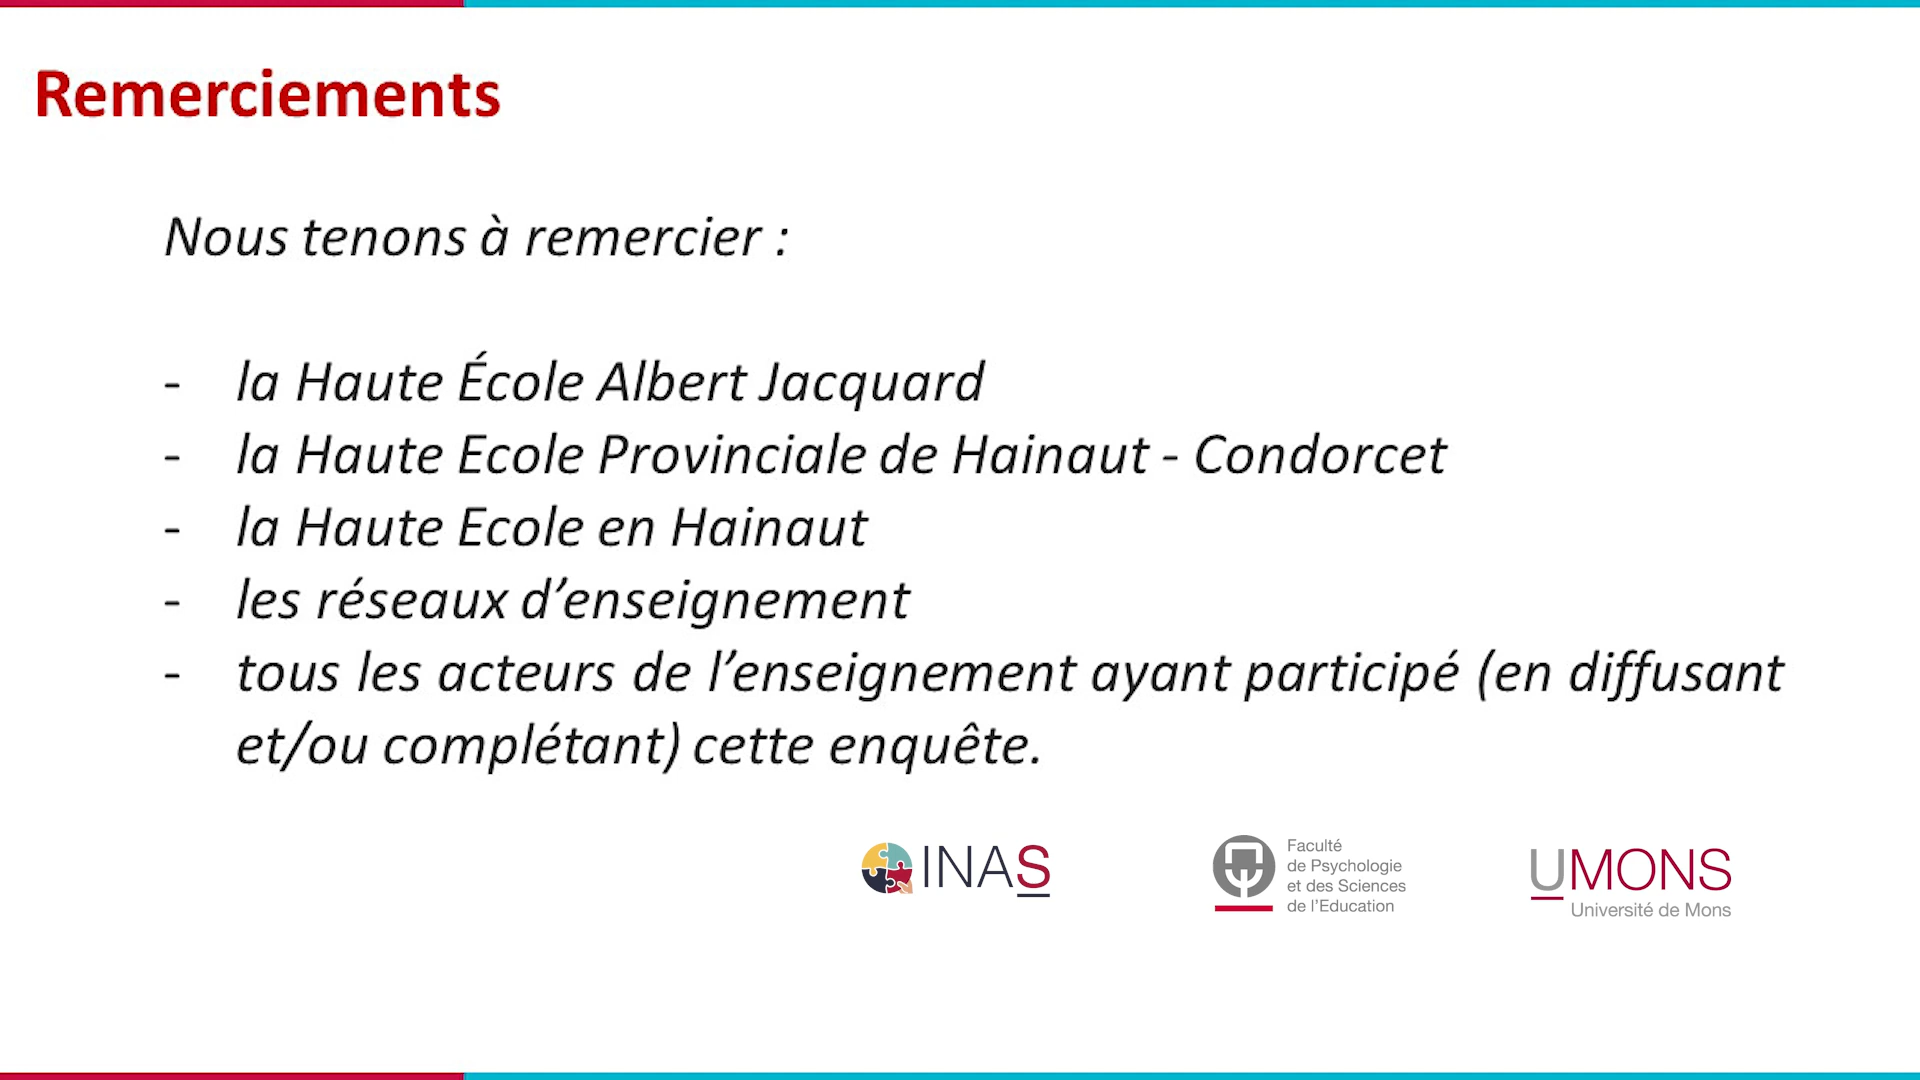 Remerciements
Nous tenons à remercier :
- la Haute École Albert Jacquard
- la Haute Ecole Provinciale de Hainaut - Condorcet
- la Haute Ecole en Hainaut
- les réseaux d’enseignement
- tous les acteurs de l’enseignement ayant participé (en diffusant
et/ou complétant) cette enquête.
INAS
Faculté
de Psychologie
et des Sciences
de l’Education
UMONS
Université de Mons